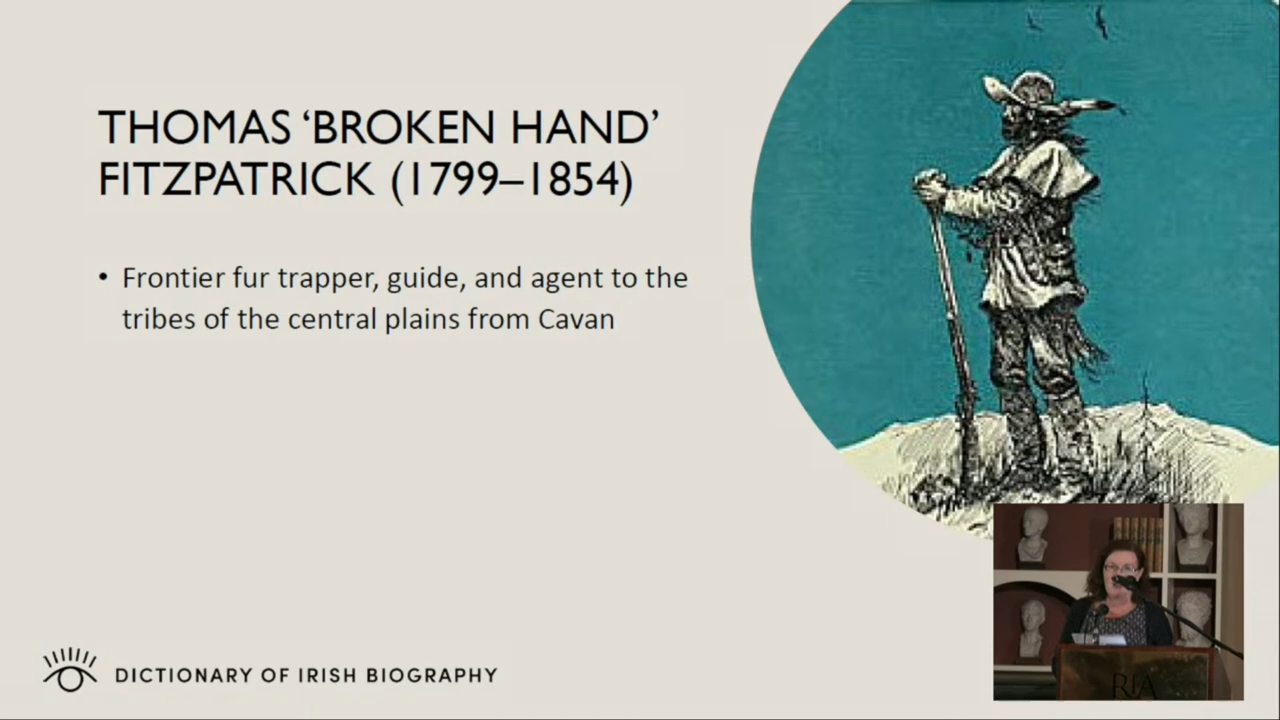 THOMAS ‘BROKEN HAND’
FITZPATRICK (1799–1854)
• Frontier fur trapper, guide, and agent to the
tribes of the central plains from Cavan
DICTIONARY OF IRISH BIOGRAPHY
RIA